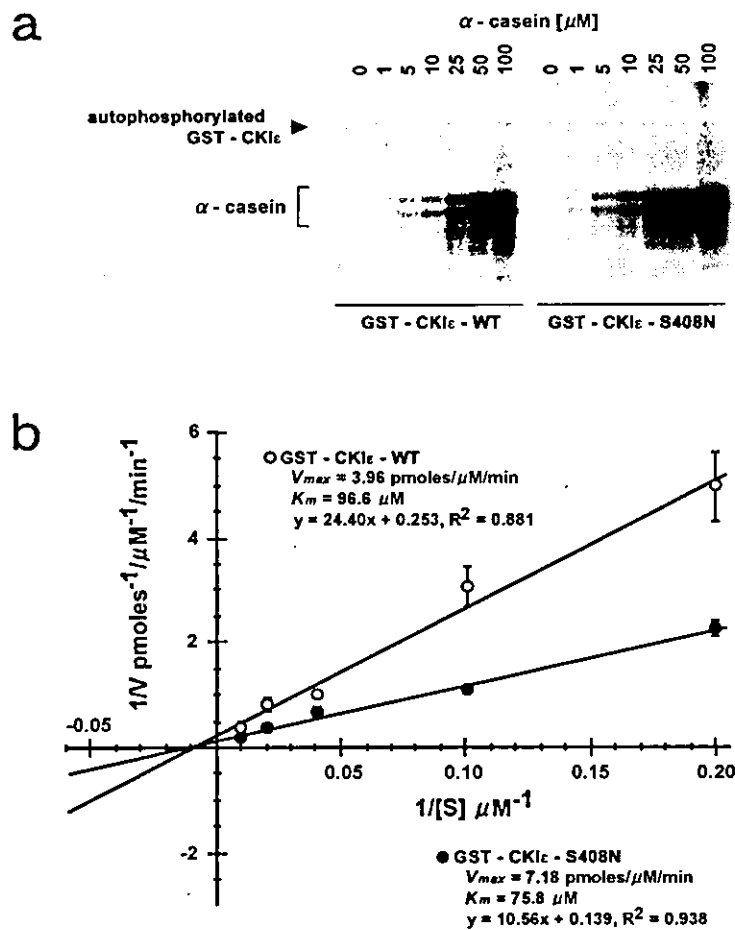 a
α - casein [μM]
0 1 5 10 25 50 100 0 1 5 10 25 50 100
autophosphorylated
GST - CKIε
α - casein
GST - CKIε - WT GST - CKIε - S408N
b
6
GST - CKIε - WT
Vmax = 3.96 pmoles/μM/min
Km = 96.6 μM
y = 24.40x + 0.253, R² = 0.881
1/V pmoles⁻¹/μM⁻¹/min⁻¹
4
2
-0.05
0.05 0.10 0.15 0.20
1/[S] μM⁻¹
-2
GST - CKIε - S408N
Vmax = 7.18 pmoles/μM/min
Km = 75.8 μM
y = 10.56x + 0.139, R² = 0.938